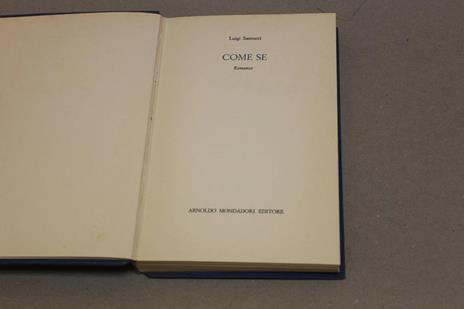 Luigi Santucci
COME SE
Romanzo
ARNOLDO MONDADORI EDITORE